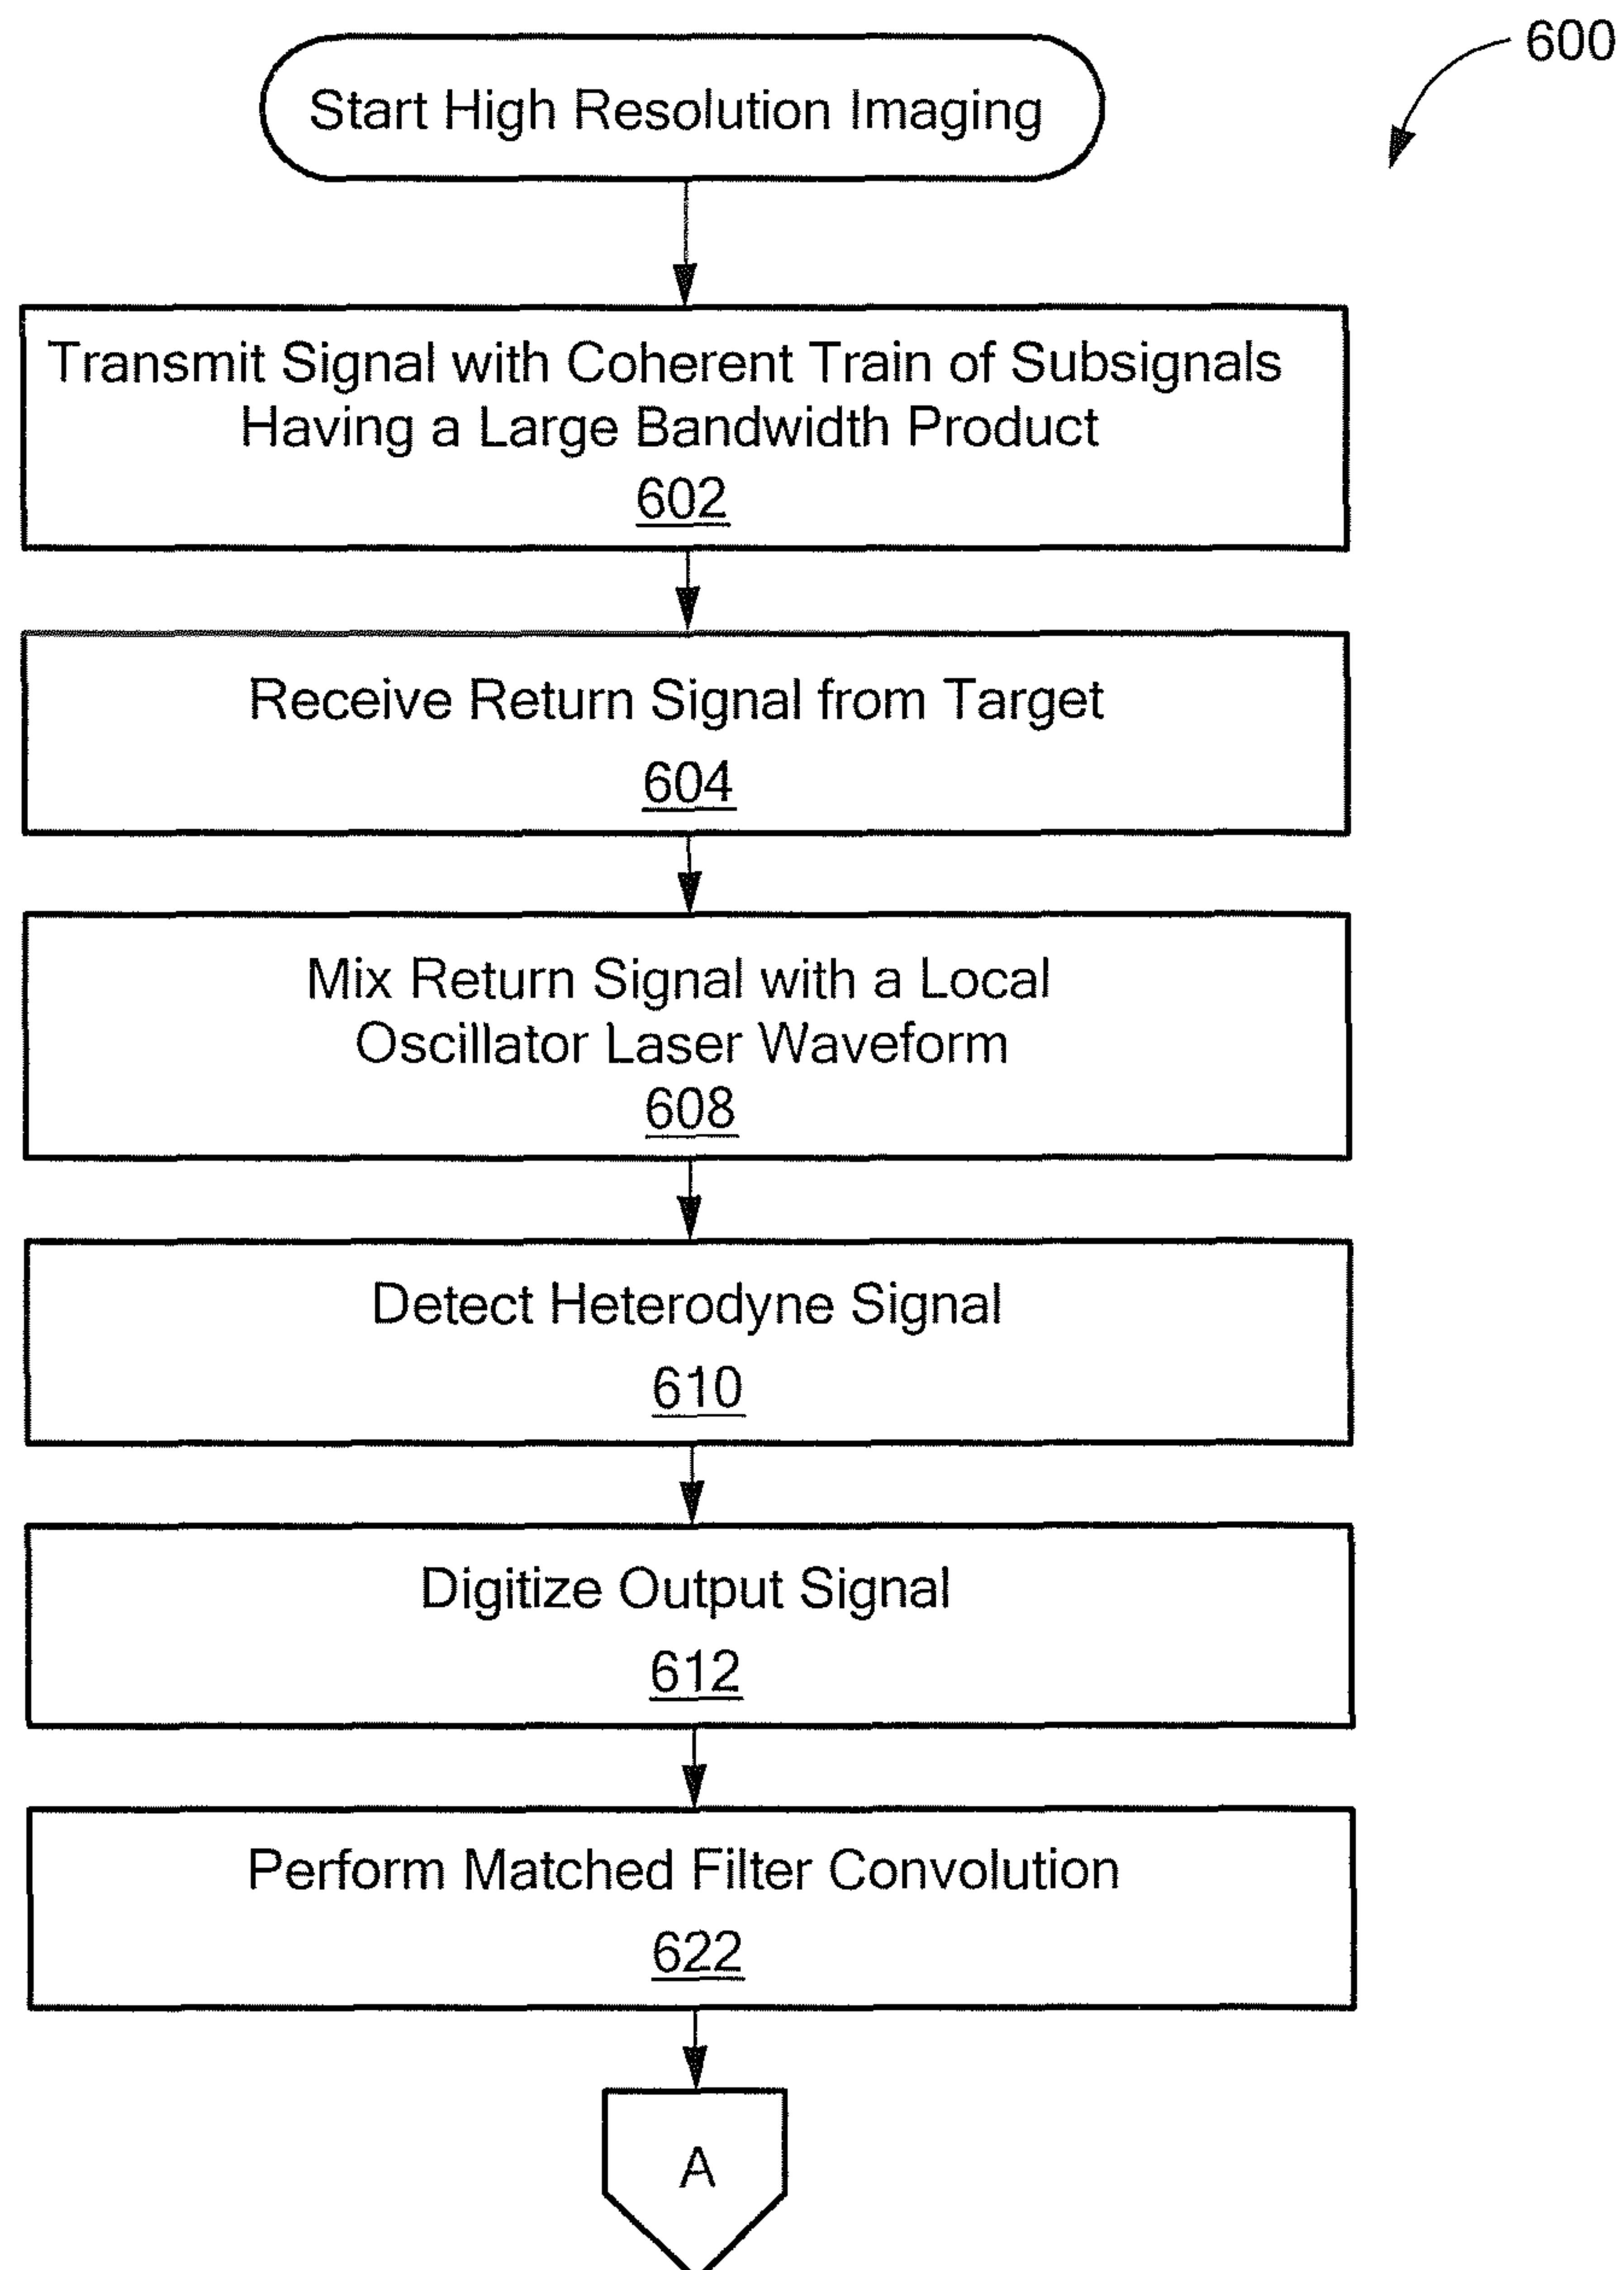 600
Start High Resolution Imaging
Transmit Signal with Coherent Train of Subsignals
Having a Large Bandwidth Product
602
Receive Return Signal from Target
604
Mix Return Signal with a Local
Oscillator Laser Waveform
608
Detect Heterodyne Signal
610
Digitize Output Signal
612
Perform Matched Filter Convolution
622
A